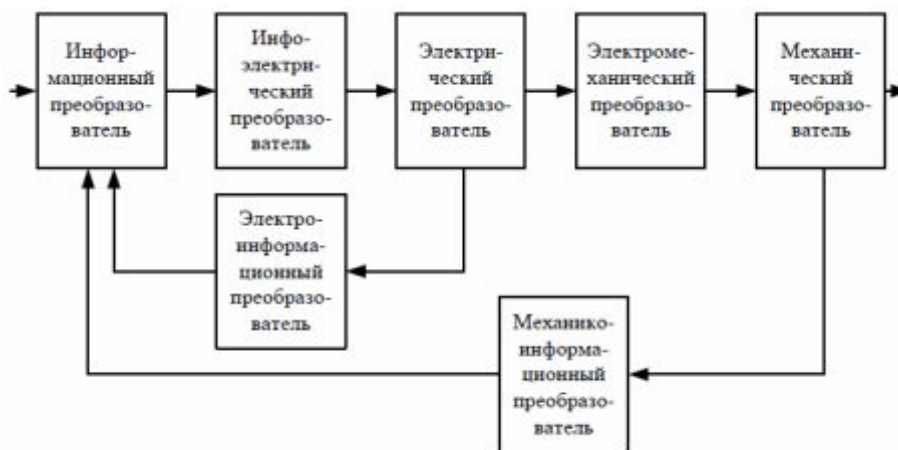 Инфор-
мационный
преобразо-
ватель
Инфо-
электри-
ческий
преобразо-
ватель
Электри-
ческий
преобразо-
ватель
Электроме-
ханический
преобразо-
ватель
Механи-
ческий
преобразо-
ватель
Электро-
информа-
ционный
преобразо-
ватель
Механико-
информа-
ционный
преобразо-
ватель